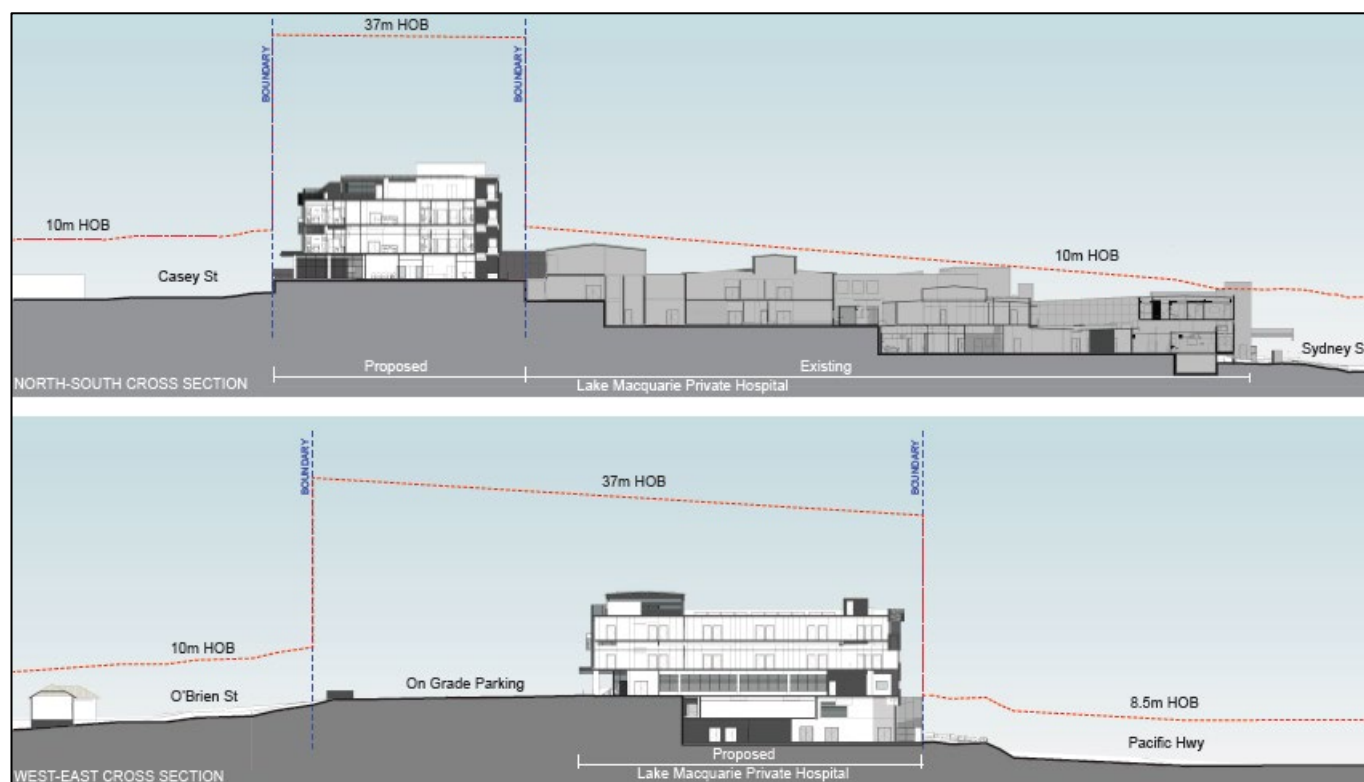 37m HOB
BOUNDARY
BOUNDARY
10m HOB
Casey St
10m HOB
Sydney S
Proposed
Existing
NORTH-SOUTH CROSS SECTION
Lake Macquarie Private Hospital
BOUNDARY
37m HOB
BOUNDARY
10m HOB
O'Brien St
On Grade Parking
8.5m HOB
Pacific Hwy
Proposed
WEST-EAST CROSS SECTION
Lake Macquarie Private Hospital